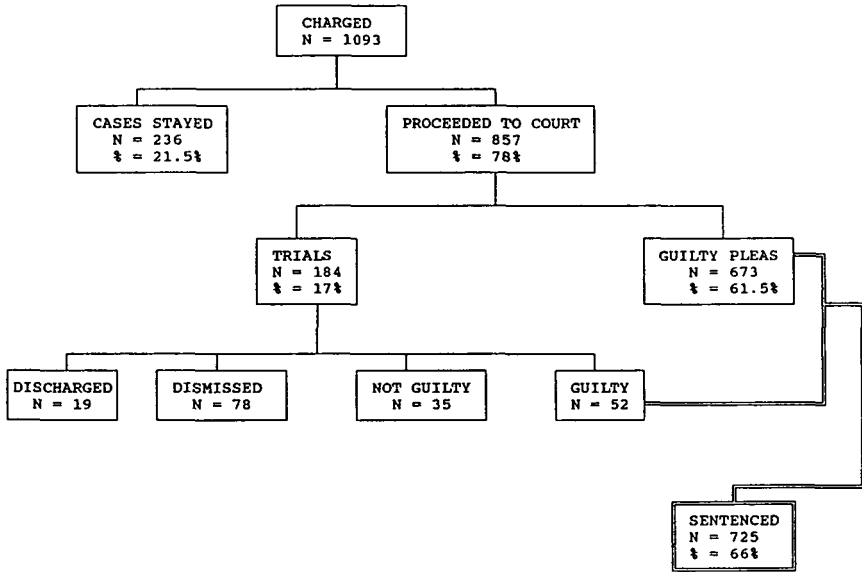 CHARGED
N = 1093
CASES STAYED
N = 236
% = 21.5%
PROCEEDED TO COURT
N = 857
% = 78%
TRIALS
N = 184
% = 17%
GUILTY PLEAS
N = 673
% = 61.5%
DISCHARGED
N = 19
DISMISSED
N = 78
NOT GUILTY
N = 35
GUILTY
N = 52
SENTENCED
N = 725
% = 66%